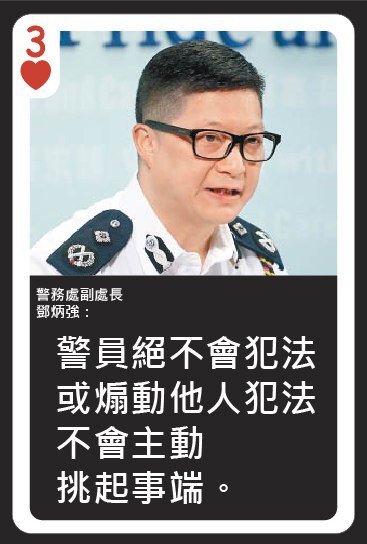 3
警務處副處長
鄧炳強：
警員絕不會犯法
或煽動他人犯法
不會主動
挑起事端。